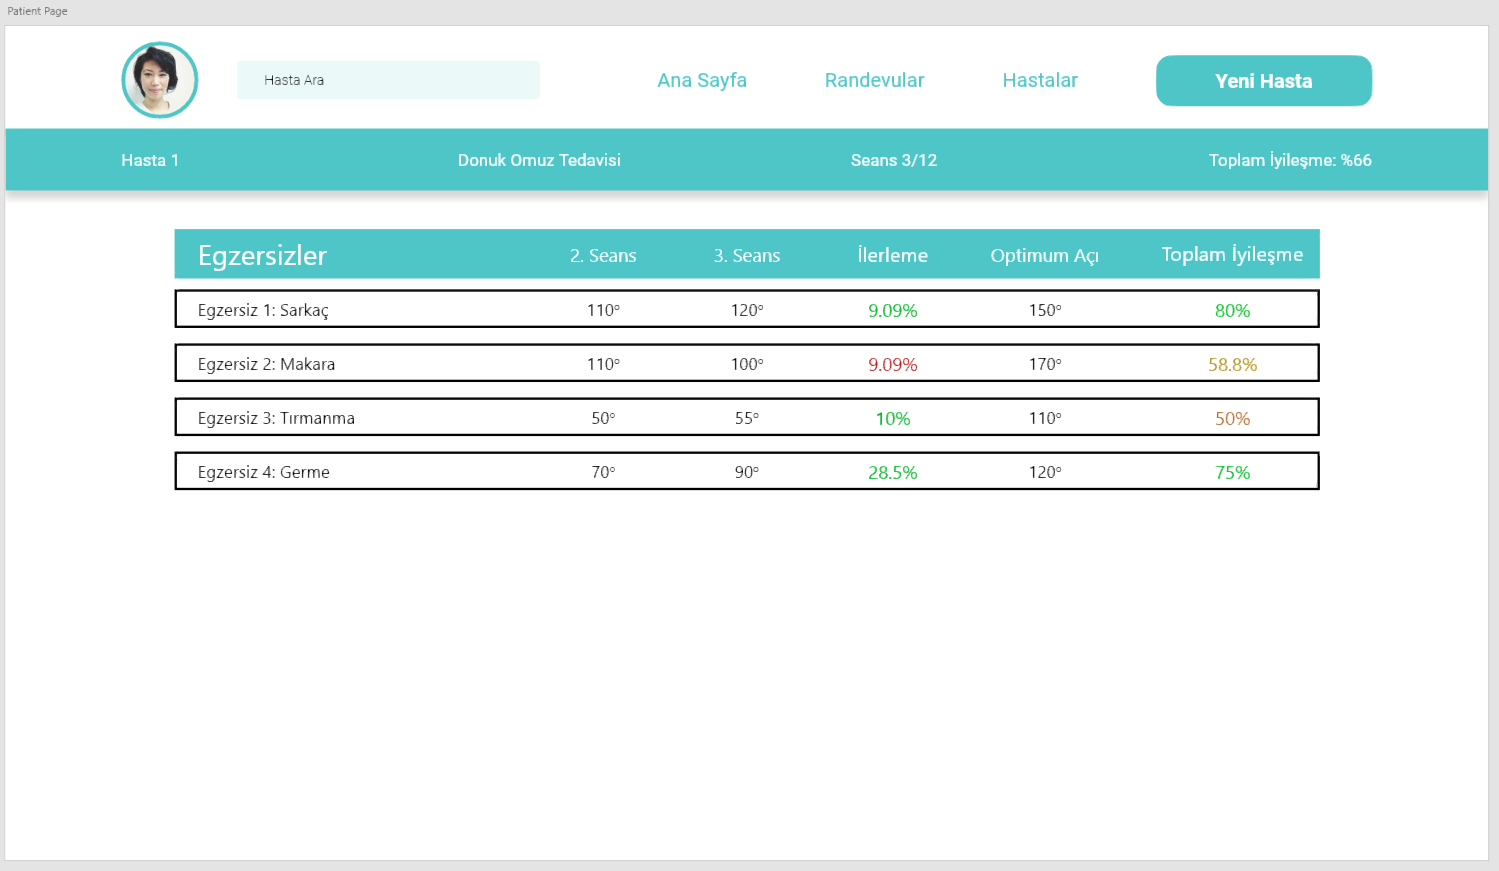 Patient Page
Hasta Ara
Ana Sayfa Randevular Hastalar Yeni Hasta
Hasta 1 Donuk Omuz Tedavisi Seans 3/12 Toplam İyileşme: %66
Egzersizler 2. Seans 3. Seans İlerleme Optimum Açı Toplam İyileşme
Egzersiz 1: Sarkaç 110° 120° 9.09% 150° 80%
Egzersiz 2: Makara 110° 100° 9.09% 170° 58.8%
Egzersiz 3: Tırmanma 50° 55° 10% 110° 50%
Egzersiz 4: Germe 70° 90° 28.5% 120° 75%